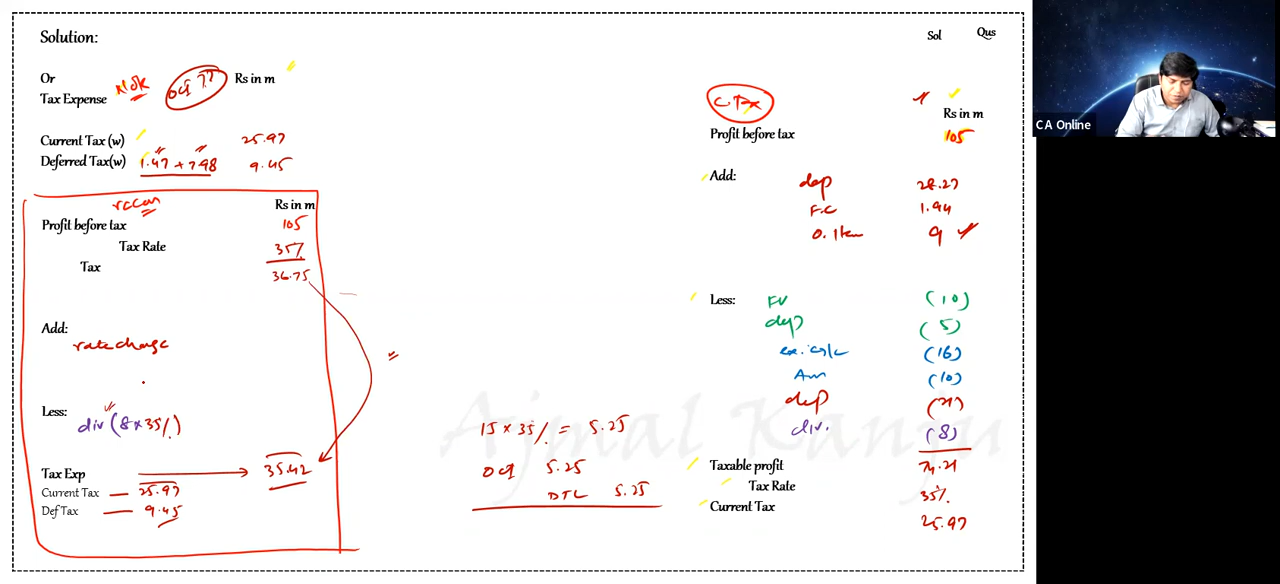 Solution:
Sol Qus
Or
Tax Expense Nok OCI ?? Rs in m
Current Tax (w) 25.97
Deferred Tax(w) 1.47 + 7.98 9.45
recon Rs in m
Profit before tax 105
Tax Rate 35%
Tax 36.75
Add:
rate change
Less:
div (8 x 35%)
Tax Exp 35.42
Current Tax 25.97
Def Tax 9.45
15 x 35% = 5.25
OCI 5.25
DTL 5.25
C Tax
Rs in m
Profit before tax 105
Add: dep 28.27
F.C 1.94
9
Less: FV (10)
dep (5)
(16)
Am (10)
dep
div. (8)
Taxable profit 74.21
Tax Rate 35%
Current Tax 25.97
Ajmal Kanju
C A Online